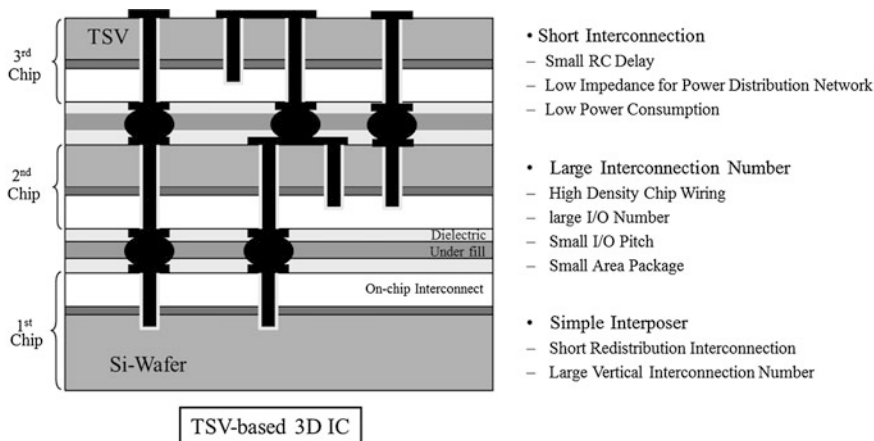 TSV
3rd
Chip
2nd
Chip
Dielectric
Under fill
On-chip Interconnect
1st
Chip
Si-Wafer
TSV-based 3D IC
• Short Interconnection
– Small RC Delay
– Low Impedance for Power Distribution Network
– Low Power Consumption
• Large Interconnection Number
– High Density Chip Wiring
– large I/O Number
– Small I/O Pitch
– Small Area Package
• Simple Interposer
– Short Redistribution Interconnection
– Large Vertical Interconnection Number